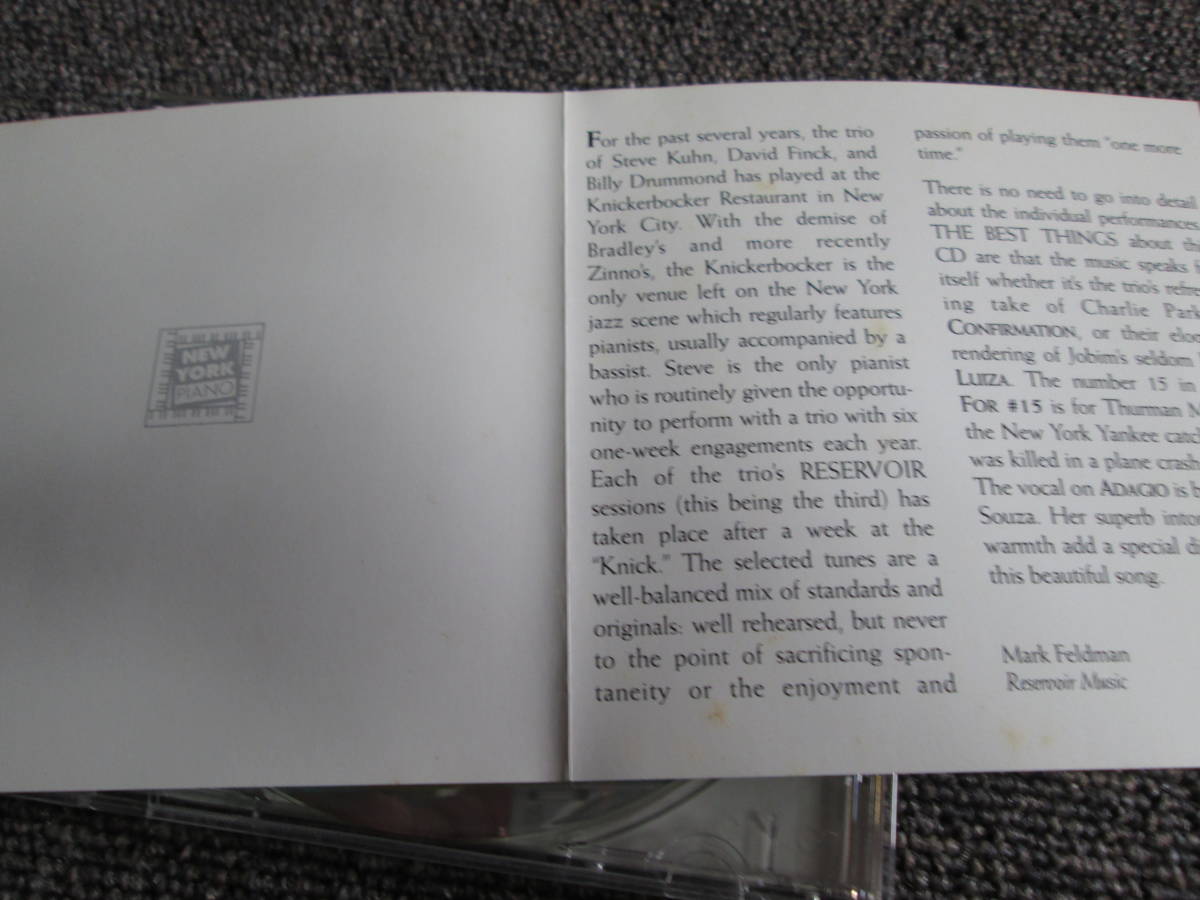 NEW
YORK
PIANO
For the past several years, the trio
of Steve Kuhn, David Finck, and
Billy Drummond has played at the
Knickerbocker Restaurant in New
York City. With the demise of
Bradley's and more recently
Zinno's, the Knickerbocker is the
only venue left on the New York
jazz scene which regularly features
pianists, usually accompanied by a
bassist. Steve is the only pianist
who is routinely given the opportu-
nity to perform with a trio with six
one-week engagements each year.
Each of the trio's RESERVOIR
sessions (this being the third) has
taken place after a week at the
"Knick." The selected tunes are a
well-balanced mix of standards and
originals: well rehearsed, but never
to the point of sacrificing spon-
taneity or the enjoyment and
passion of playing them "one more
time."
There is no need to go into detail
about the individual performances.
THE BEST THINGS about
CD are that the music speaks
itself whether it's the trio's
ing take of Charlie
CONFIRMATION, or their
rendering of Jobim's seldom
LUIZA. The number 15 in
FOR #15 is for Thurman
the New York Yankee
was killed in a plane crash
The vocal on ADAGIO is
Souza. Her superb
warmth add a special
this beautiful song.
Mark Feldman
Reservoir Music